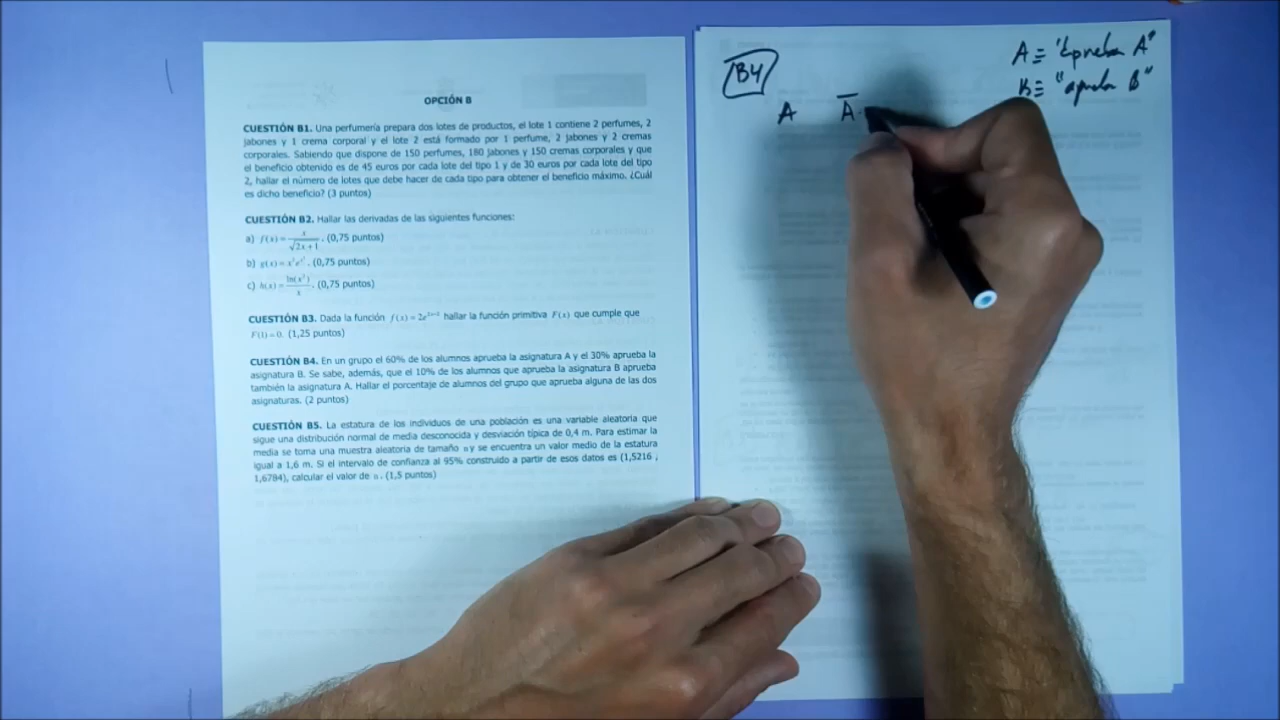 OPCIÓN B
CUESTIÓN B1. Una perfumería prepara dos lotes de productos, el lote 1 contiene 2 perfumes, 2
jabones y 1 crema corporal y el lote 2 está formado por 1 perfume, 2 jabones y 2 cremas
corporales. Sabiendo que dispone de 150 perfumes, 180 jabones y 150 cremas corporales y que
el beneficio obtenido es de 45 euros por cada lote del tipo 1 y de 30 euros por cada lote del tipo
2, hallar el número de lotes que debe hacer de cada tipo para obtener el beneficio máximo. ¿Cuál
es dicho beneficio? (3 puntos)
CUESTIÓN B2. Hallar las derivadas de las siguientes funciones:
a) f(x) = x / √(2x+1) . (0,75 puntos)
b) g(x) = . (0,75 puntos)
c) h(x) = ln(x²) / x . (0,75 puntos)
CUESTIÓN B3. Dada la función f(x) = hallar la función primitiva F(x) que cumple que
F(1) = 0. (1,25 puntos)
CUESTIÓN B4. En un grupo el 60% de los alumnos aprueba la asignatura A y el 30% aprueba la
asignatura B. Se sabe, además, que el 10% de los alumnos que aprueba la asignatura B aprueba
también la asignatura A. Hallar el porcentaje de alumnos del grupo que aprueba alguna de las dos
asignaturas. (2 puntos)
CUESTIÓN B5. La estatura de los individuos de una población es una variable aleatoria que
sigue una distribución normal de media desconocida y desviación típica de 0,4 m. Para estimar la
media se toma una muestra aleatoria de tamaño n y se encuentra un valor medio de la estatura
igual a 1,6 m. Si el intervalo de confianza al 95% construido a partir de esos datos es (1,5216 ,
1,6784), calcular el valor de n. (1,5 puntos)
B4
A ≡ "aprueba A"
B ≡ "aprueba B"
A A̅